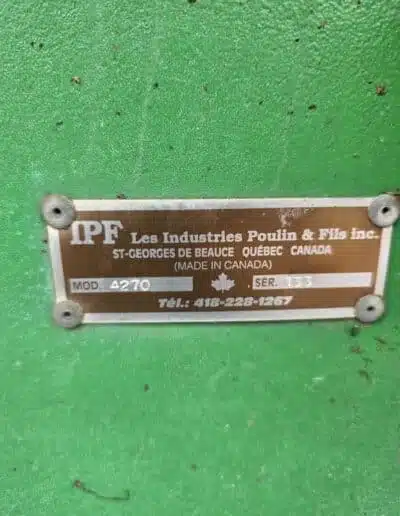 IPF Les Industries Poulin & Fils inc.
ST-GEORGES DE BEAUCE QUÉBEC CANADA
(MADE IN CANADA)
MOD. 4270 SER. 133
Tél.: 418-228-1267